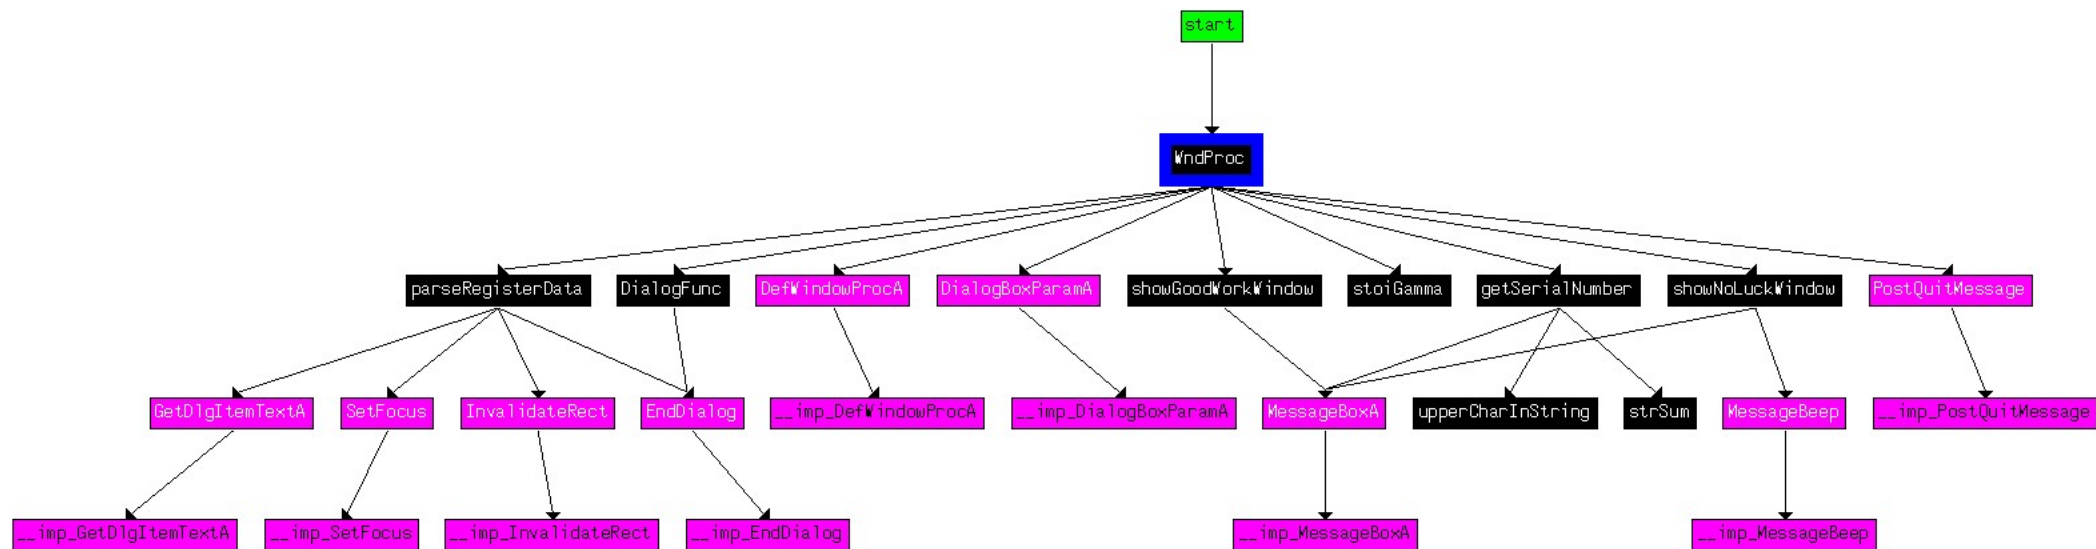 start
WndProc
parseRegisterData DialogFunc DefWindowProcA DialogBoxParamA showGoodWorkWindow stoiGamma getSerialNumber showNoLuckWindow PostQuitMessage
GetDlgItemTextA SetFocus InvalidateRect EndDialog __imp_DefWindowProcA __imp_DialogBoxParamA MessageBoxA upperCharInString strSum MessageBeep __imp_PostQuitMessage
__imp_GetDlgItemTextA __imp_SetFocus __imp_InvalidateRect __imp_EndDialog __imp_MessageBoxA __imp_MessageBeep